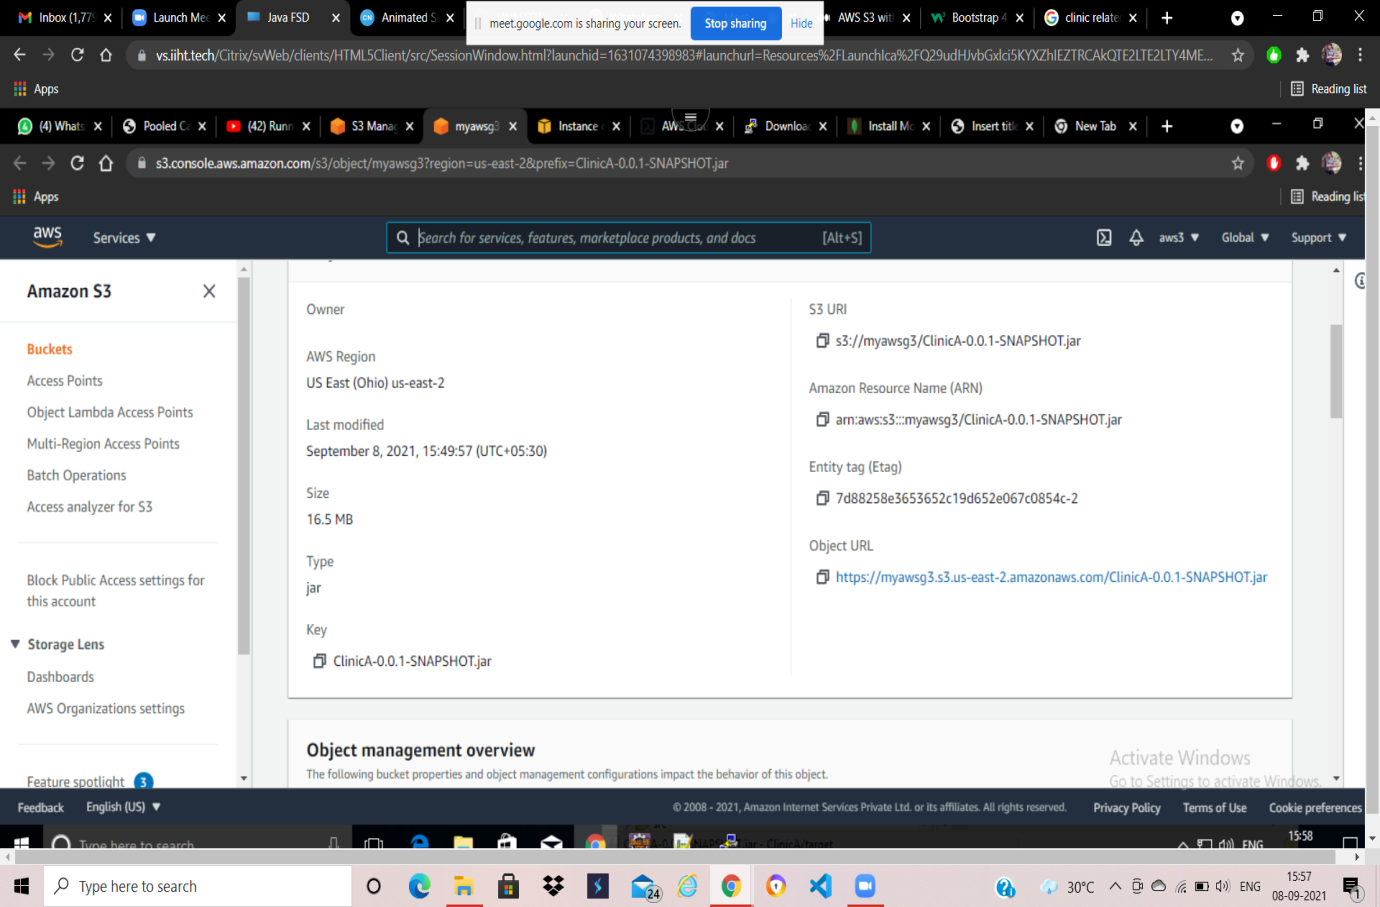 Inbox (1,779
Launch Mee
Java FSD
Animated S
meet.google.com is sharing your screen.
Stop sharing
Hide
AWS S3 wit
Bootstrap 4
clinic relate
vs.iiht.tech/Citrix/svWeb/clients/HTML5Client/src/SessionWindow.html?launchid=1631074398983#launchurl=Resources%2FLaunchIca%2FQ29udHJvbGxlci5KYXZhIEZTRCAkQTE2LTE2LTY4ME...
Apps
Reading list
(4) Whats
Pooled Ca
(42) Runn
S3 Mana
myawsg3
Instance
AWS Clou
Downloa
Install Mo
Insert titl
New Tab
s3.console.aws.amazon.com/s3/object/myawsg3?region=us-east-2&prefix=ClinicA-0.0.1-SNAPSHOT.jar
Apps
Reading list
aws
Services
Search for services, features, marketplace products, and docs
[Alt+S]
aws3
Global
Support
Amazon S3
Buckets
Access Points
Object Lambda Access Points
Multi-Region Access Points
Batch Operations
Access analyzer for S3
Block Public Access settings for
this account
Storage Lens
Dashboards
AWS Organizations settings
Feature spotlight 3
Owner
AWS Region
US East (Ohio) us-east-2
Last modified
September 8, 2021, 15:49:57 (UTC+05:30)
Size
16.5 MB
Type
jar
Key
ClinicA-0.0.1-SNAPSHOT.jar
S3 URI
s3://myawsg3/ClinicA-0.0.1-SNAPSHOT.jar
Amazon Resource Name (ARN)
arn:aws:s3:::myawsg3/ClinicA-0.0.1-SNAPSHOT.jar
Entity tag (Etag)
7d88258e3653652c19d652e067c0854c-2
Object URL
https://myawsg3.s3.us-east-2.amazonaws.com/ClinicA-0.0.1-SNAPSHOT.jar
Object management overview
The following bucket properties and object management configurations impact the behavior of this object.
Activate Windows
Go to Settings to activate Windows.
Feedback
English (US)
© 2008 - 2021, Amazon Internet Services Private Ltd. or its affiliates. All rights reserved.
Privacy Policy
Terms of Use
Cookie preferences
Type here to search
ENG
15:58
Type here to search
24
30°C
ENG
15:57
08-09-2021
1